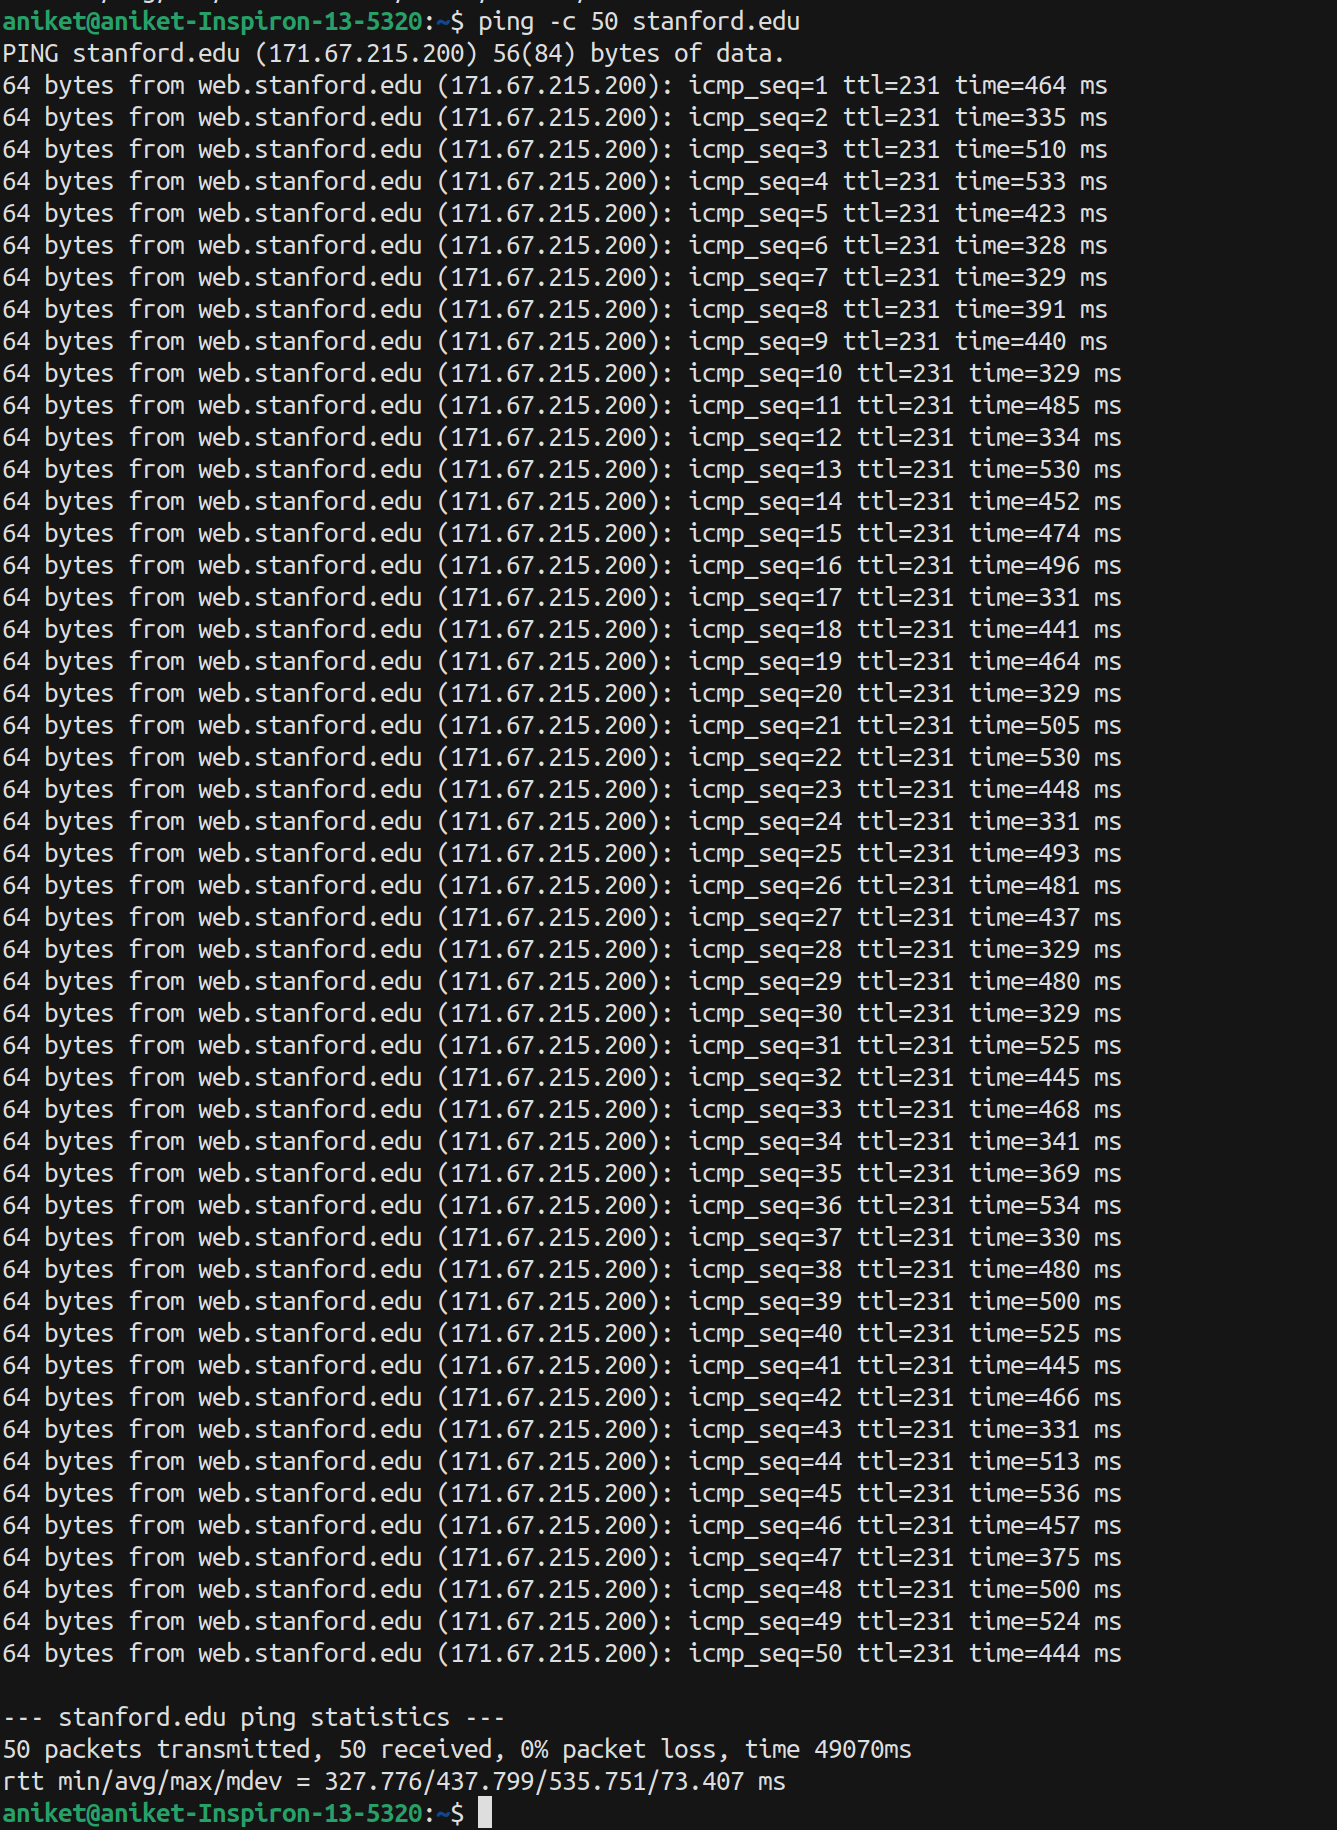 aniket@aniket-Inspiron-13-5320:~$ ping -c 50 stanford.edu
PING stanford.edu (171.67.215.200) 56(84) bytes of data.
64 bytes from web.stanford.edu (171.67.215.200): icmp_seq=1 ttl=231 time=464 ms
64 bytes from web.stanford.edu (171.67.215.200): icmp_seq=2 ttl=231 time=335 ms
64 bytes from web.stanford.edu (171.67.215.200): icmp_seq=3 ttl=231 time=510 ms
64 bytes from web.stanford.edu (171.67.215.200): icmp_seq=4 ttl=231 time=533 ms
64 bytes from web.stanford.edu (171.67.215.200): icmp_seq=5 ttl=231 time=423 ms
64 bytes from web.stanford.edu (171.67.215.200): icmp_seq=6 ttl=231 time=328 ms
64 bytes from web.stanford.edu (171.67.215.200): icmp_seq=7 ttl=231 time=329 ms
64 bytes from web.stanford.edu (171.67.215.200): icmp_seq=8 ttl=231 time=391 ms
64 bytes from web.stanford.edu (171.67.215.200): icmp_seq=9 ttl=231 time=440 ms
64 bytes from web.stanford.edu (171.67.215.200): icmp_seq=10 ttl=231 time=329 ms
64 bytes from web.stanford.edu (171.67.215.200): icmp_seq=11 ttl=231 time=485 ms
64 bytes from web.stanford.edu (171.67.215.200): icmp_seq=12 ttl=231 time=334 ms
64 bytes from web.stanford.edu (171.67.215.200): icmp_seq=13 ttl=231 time=530 ms
64 bytes from web.stanford.edu (171.67.215.200): icmp_seq=14 ttl=231 time=452 ms
64 bytes from web.stanford.edu (171.67.215.200): icmp_seq=15 ttl=231 time=474 ms
64 bytes from web.stanford.edu (171.67.215.200): icmp_seq=16 ttl=231 time=496 ms
64 bytes from web.stanford.edu (171.67.215.200): icmp_seq=17 ttl=231 time=331 ms
64 bytes from web.stanford.edu (171.67.215.200): icmp_seq=18 ttl=231 time=441 ms
64 bytes from web.stanford.edu (171.67.215.200): icmp_seq=19 ttl=231 time=464 ms
64 bytes from web.stanford.edu (171.67.215.200): icmp_seq=20 ttl=231 time=329 ms
64 bytes from web.stanford.edu (171.67.215.200): icmp_seq=21 ttl=231 time=505 ms
64 bytes from web.stanford.edu (171.67.215.200): icmp_seq=22 ttl=231 time=530 ms
64 bytes from web.stanford.edu (171.67.215.200): icmp_seq=23 ttl=231 time=448 ms
64 bytes from web.stanford.edu (171.67.215.200): icmp_seq=24 ttl=231 time=331 ms
64 bytes from web.stanford.edu (171.67.215.200): icmp_seq=25 ttl=231 time=493 ms
64 bytes from web.stanford.edu (171.67.215.200): icmp_seq=26 ttl=231 time=481 ms
64 bytes from web.stanford.edu (171.67.215.200): icmp_seq=27 ttl=231 time=437 ms
64 bytes from web.stanford.edu (171.67.215.200): icmp_seq=28 ttl=231 time=329 ms
64 bytes from web.stanford.edu (171.67.215.200): icmp_seq=29 ttl=231 time=480 ms
64 bytes from web.stanford.edu (171.67.215.200): icmp_seq=30 ttl=231 time=329 ms
64 bytes from web.stanford.edu (171.67.215.200): icmp_seq=31 ttl=231 time=525 ms
64 bytes from web.stanford.edu (171.67.215.200): icmp_seq=32 ttl=231 time=445 ms
64 bytes from web.stanford.edu (171.67.215.200): icmp_seq=33 ttl=231 time=468 ms
64 bytes from web.stanford.edu (171.67.215.200): icmp_seq=34 ttl=231 time=341 ms
64 bytes from web.stanford.edu (171.67.215.200): icmp_seq=35 ttl=231 time=369 ms
64 bytes from web.stanford.edu (171.67.215.200): icmp_seq=36 ttl=231 time=534 ms
64 bytes from web.stanford.edu (171.67.215.200): icmp_seq=37 ttl=231 time=330 ms
64 bytes from web.stanford.edu (171.67.215.200): icmp_seq=38 ttl=231 time=480 ms
64 bytes from web.stanford.edu (171.67.215.200): icmp_seq=39 ttl=231 time=500 ms
64 bytes from web.stanford.edu (171.67.215.200): icmp_seq=40 ttl=231 time=525 ms
64 bytes from web.stanford.edu (171.67.215.200): icmp_seq=41 ttl=231 time=445 ms
64 bytes from web.stanford.edu (171.67.215.200): icmp_seq=42 ttl=231 time=466 ms
64 bytes from web.stanford.edu (171.67.215.200): icmp_seq=43 ttl=231 time=331 ms
64 bytes from web.stanford.edu (171.67.215.200): icmp_seq=44 ttl=231 time=513 ms
64 bytes from web.stanford.edu (171.67.215.200): icmp_seq=45 ttl=231 time=536 ms
64 bytes from web.stanford.edu (171.67.215.200): icmp_seq=46 ttl=231 time=457 ms
64 bytes from web.stanford.edu (171.67.215.200): icmp_seq=47 ttl=231 time=375 ms
64 bytes from web.stanford.edu (171.67.215.200): icmp_seq=48 ttl=231 time=500 ms
64 bytes from web.stanford.edu (171.67.215.200): icmp_seq=49 ttl=231 time=524 ms
64 bytes from web.stanford.edu (171.67.215.200): icmp_seq=50 ttl=231 time=444 ms

--- stanford.edu ping statistics ---
50 packets transmitted, 50 received, 0% packet loss, time 49070ms
rtt min/avg/max/mdev = 327.776/437.799/535.751/73.407 ms
aniket@aniket-Inspiron-13-5320:~$